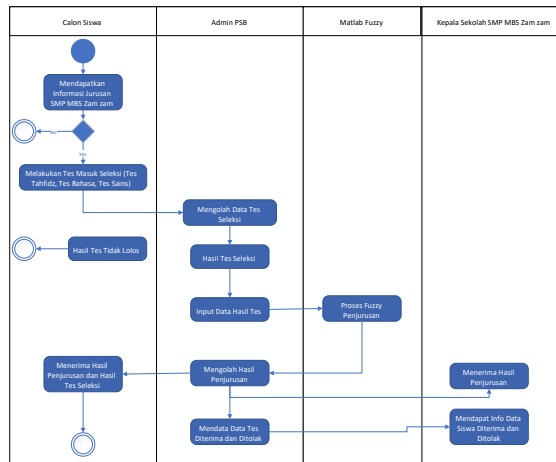 Calon Siswa
Admin PSB
Matlab Fuzzy
Kepala Sekolah SMP MBS Zam zam
Mendapatkan
Informasi Jurusan
SMP MBS Zam zam
No
Yes
Melakukan Tes Masuk Seleksi (Tes
Tahfidz, Tes Bahasa, Tes Sains)
Mengolah Data Tes
Seleksi
Hasil Tes Tidak Lolos
Hasil Tes Seleksi
Input Data Hasil Tes
Proses Fuzzy
Penjurusan
Menerima Hasil
Penjurusan dan Hasil
Tes Seleksi
Mengolah Hasil
Penjurusan
Menerima Hasil
Penjurusan
Mendata Data Tes
Diterima dan Ditolak
Mendapat Info Data
Siswa Diterima dan
Ditolak